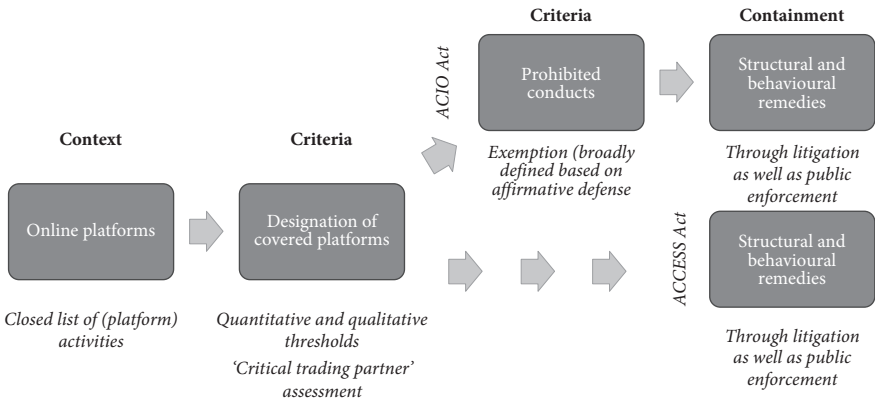 Context
Online platforms
Closed list of (platform)
activities
Criteria
Designation of
covered platforms
Quantitative and qualitative
thresholds
'Critical trading partner'
assessment
ACIO Act
Criteria
Prohibited
conducts
Exemption (broadly
defined based on
affirmative defense
Containment
Structural and
behavioural
remedies
Through litigation
as well as public
enforcement
ACCESS Act
Structural and
behavioural
remedies
Through litigation
as well as public
enforcement